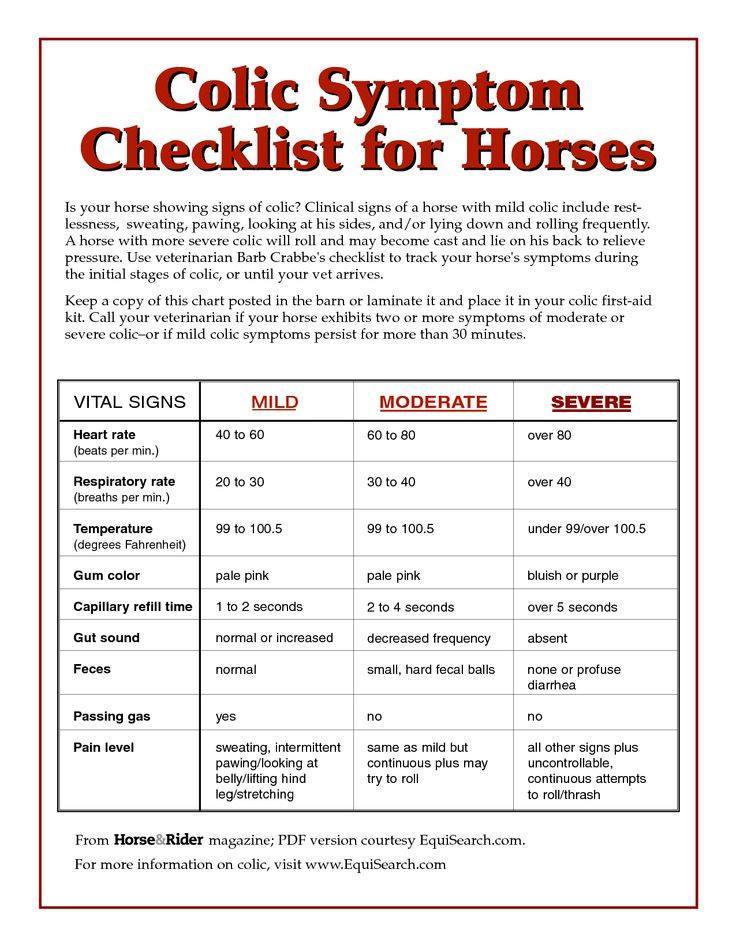 Colic Symptom
Checklist for Horses
Is your horse showing signs of colic? Clinical signs of a horse with mild colic include rest-
lessness,  sweating, pawing, looking at his sides, and/or lying down and rolling frequently.
A horse with more severe colic will roll and may become cast and lie on his back to relieve
pressure. Use veterinarian Barb Crabbe's checklist to track your horse's symptoms during
the initial stages of colic, or until your vet arrives.
Keep a copy of this chart posted in the barn or laminate it and place it in your colic first-aid
kit. Call your veterinarian if your horse exhibits two or more symptoms of moderate or
severe colic–or if mild colic symptoms persist for more than 30 minutes.
VITAL SIGNS MILD MODERATE SEVERE
Heart rate 40 to 60 60 to 80 over 80
(beats per min.)
Respiratory rate 20 to 30 30 to 40 over 40
(breaths per min.)
Temperature 99 to 100.5 99 to 100.5 under 99/over 100.5
(degrees Fahrenheit)
Gum color pale pink pale pink bluish or purple
Capillary refill time 1 to 2 seconds 2 to 4 seconds over 5 seconds
Gut sound normal or increased decreased frequency absent
Feces normal small, hard fecal balls none or profuse
diarrhea
Passing gas yes no no
Pain level sweating, intermittent same as mild but all other signs plus
pawing/looking at continuous plus may uncontrollable,
belly/lifting hind try to roll continuous attempts
leg/stretching to roll/thrash
From Horse&Rider magazine; PDF version courtesy EquiSearch.com.
For more information on colic, visit www.EquiSearch.com